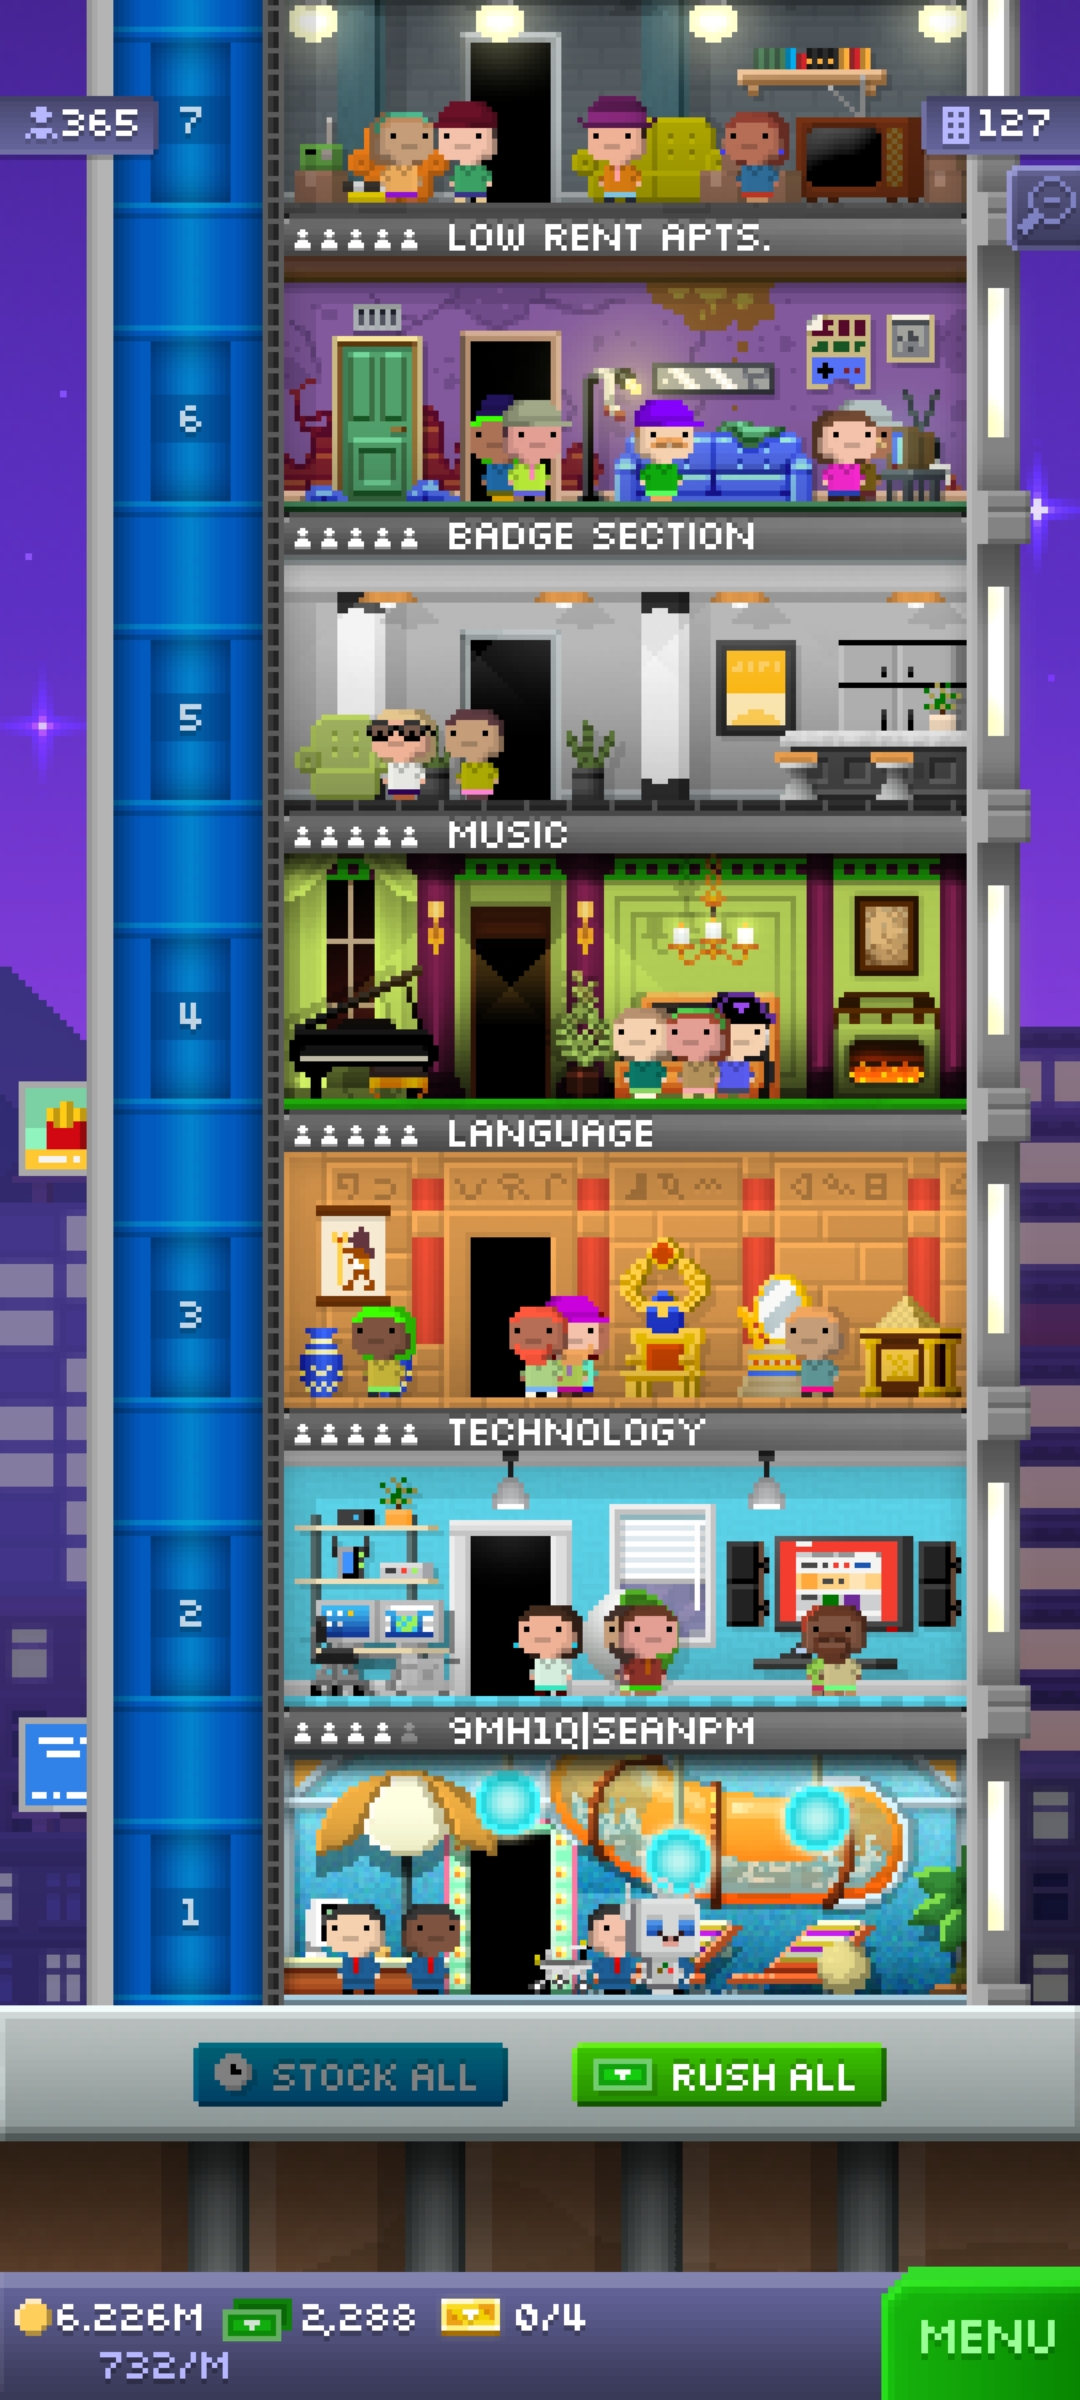 7
365
127
LOW RENT APTS.
6
BADGE SECTION
5
MUSIC
4
LANGUAGE
3
TECHNOLOGY
2
9MH1Q|SEANPM
1
STOCK ALL
RUSH ALL
6.226M
2,288
0/4
732/M
MENU